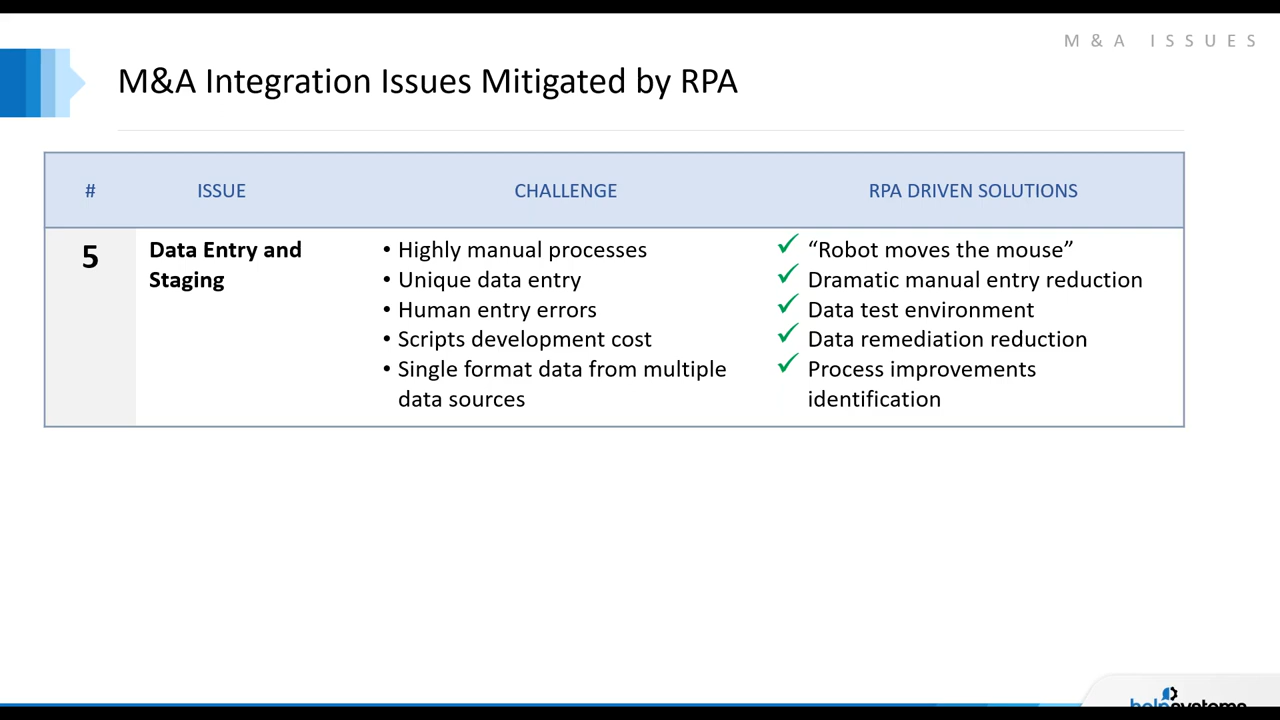 M&A ISSUES
M&A Integration Issues Mitigated by RPA
# ISSUE CHALLENGE RPA DRIVEN SOLUTIONS
5
Data Entry and
Staging
• Highly manual processes
• Unique data entry
• Human entry errors
• Scripts development cost
• Single format data from multiple
data sources
✓ “Robot moves the mouse”
✓ Dramatic manual entry reduction
✓ Data test environment
✓ Data remediation reduction
✓ Process improvements
identification
helpsystems